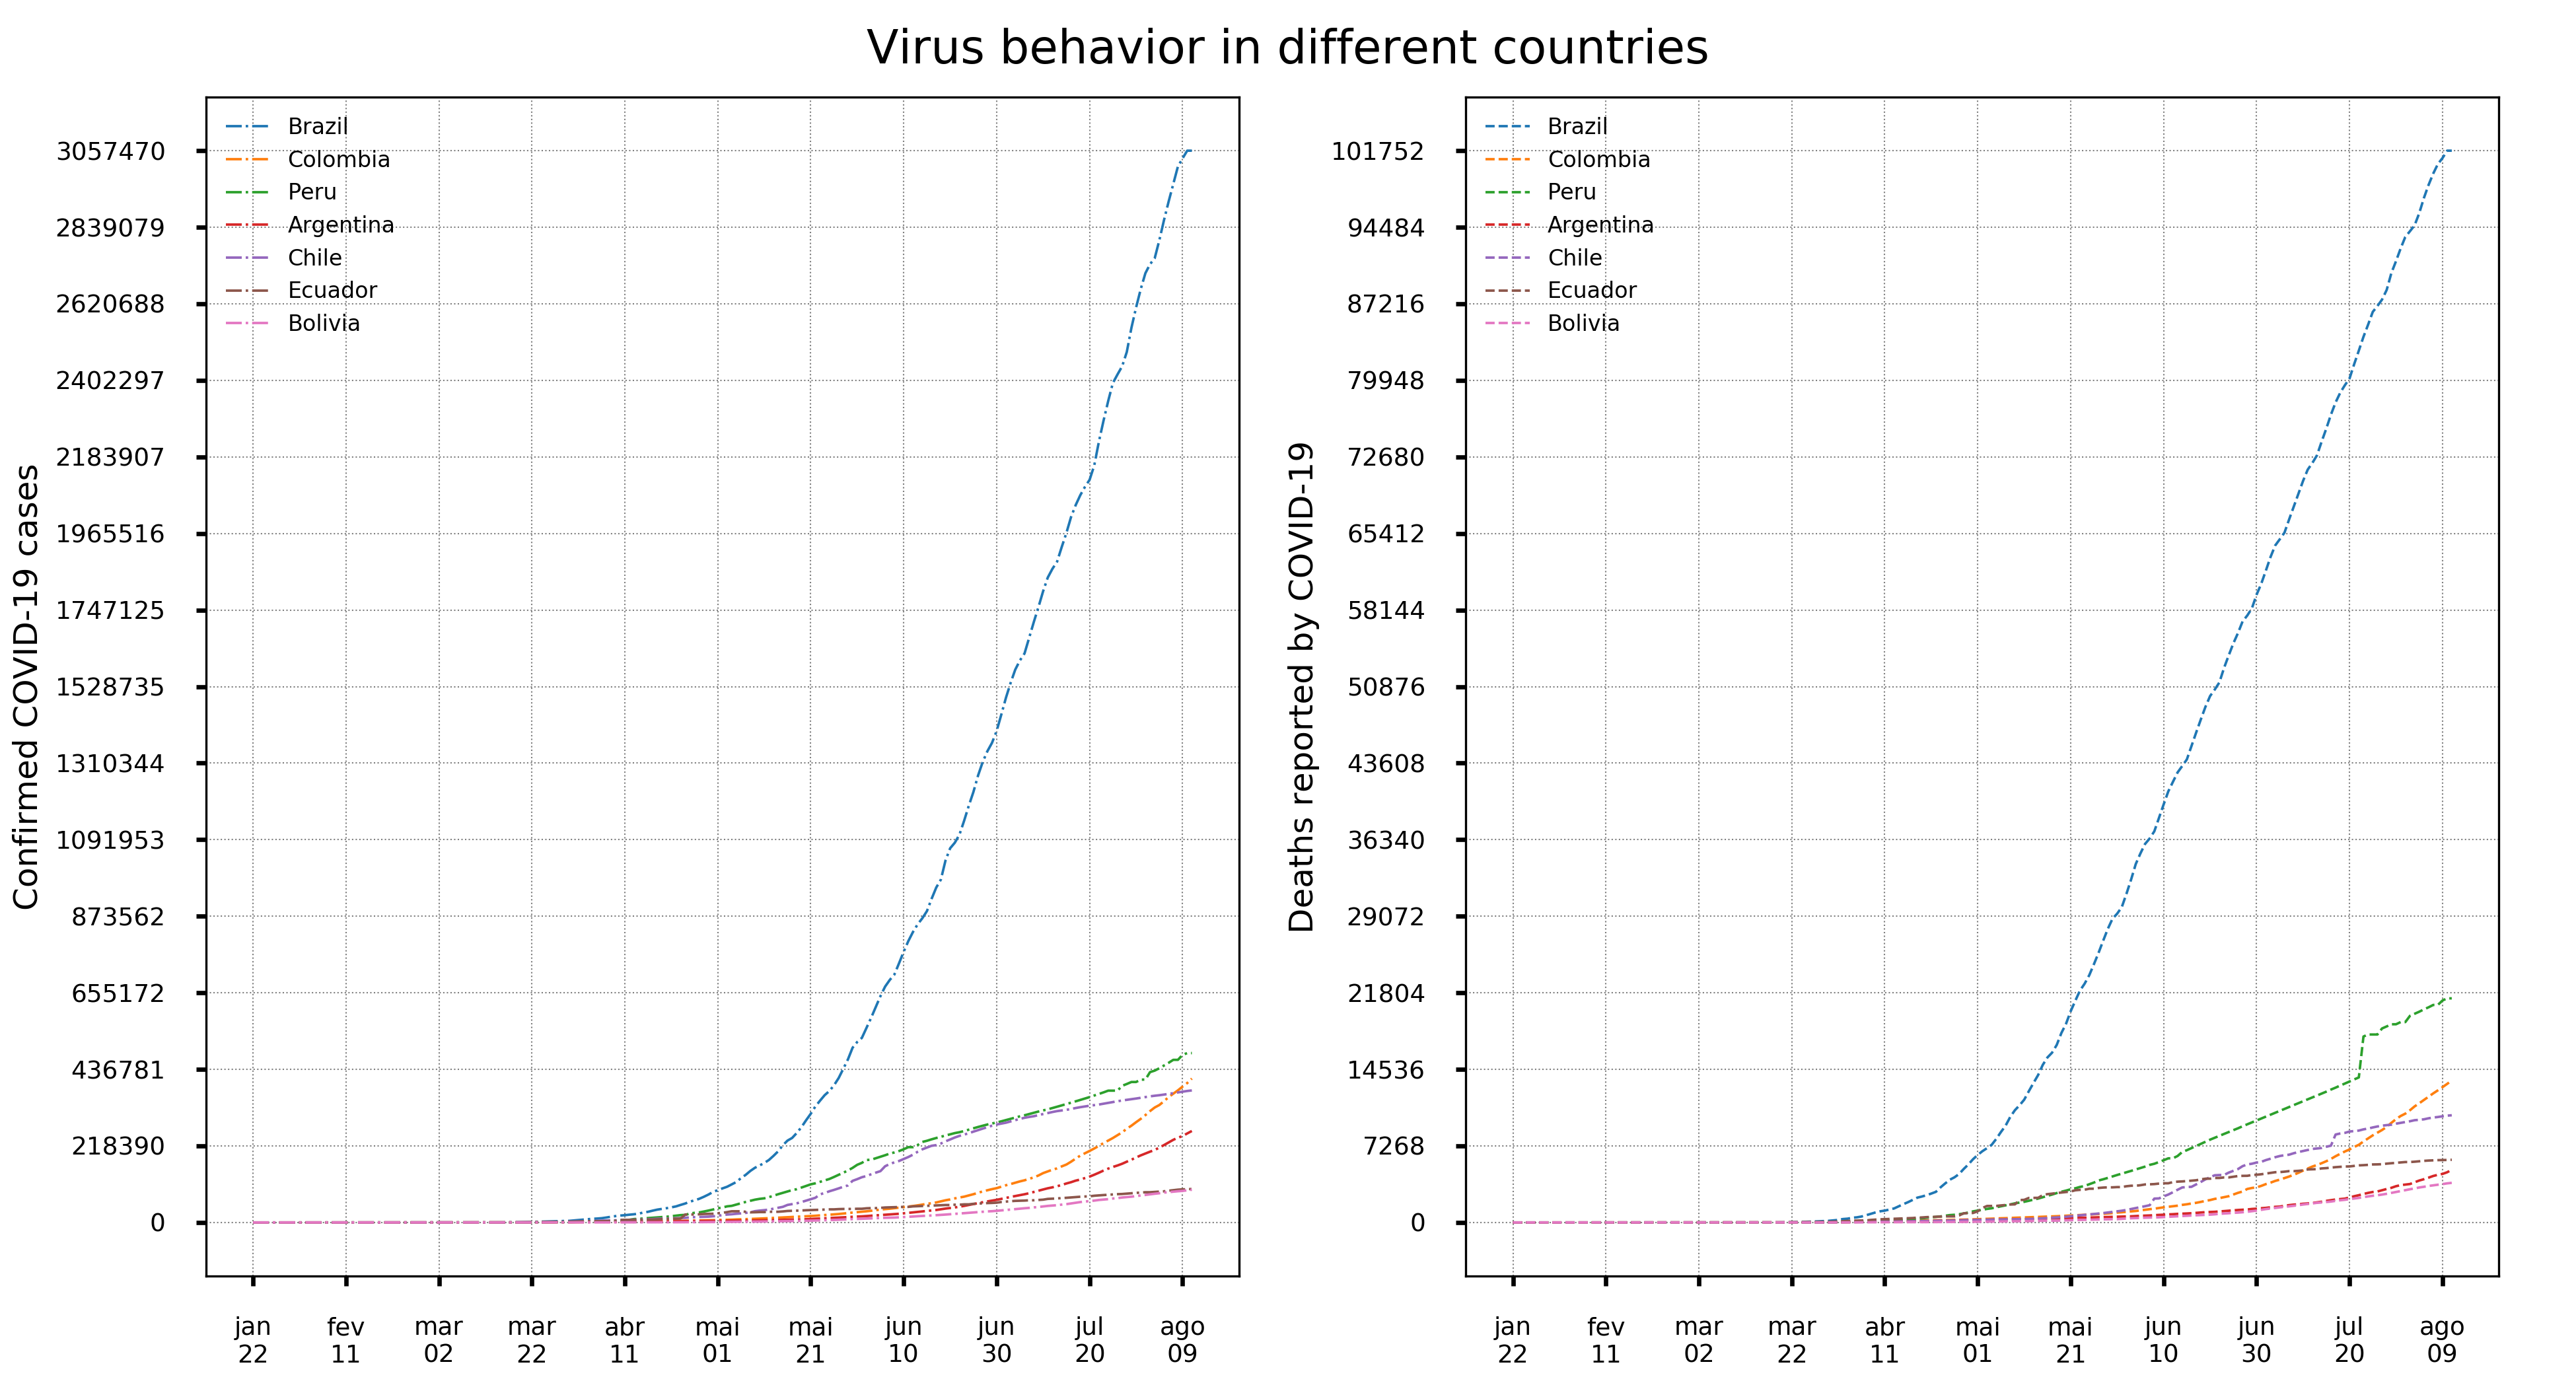 Virus behavior in different countries
Confirmed COVID-19 cases
3057470
2839079
2620688
2402297
2183907
1965516
1747125
1528735
1310344
1091953
873562
655172
436781
218390
0
Brazil
Colombia
Peru
Argentina
Chile
Ecuador
Bolivia
jan fev mar mar abr mai mai jun jun jul ago
22 11 02 22 11 01 21 10 30 20 09
Deaths reported by COVID-19
101752
94484
87216
79948
72680
65412
58144
50876
43608
36340
29072
21804
14536
7268
0
Brazil
Colombia
Peru
Argentina
Chile
Ecuador
Bolivia
jan fev mar mar abr mai mai jun jun jul ago
22 11 02 22 11 01 21 10 30 20 09